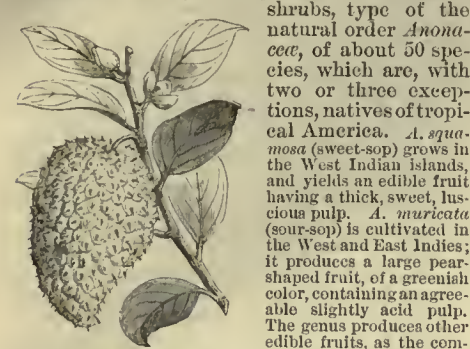 shrubs, type of the
natural order Anona-
ceæ, of about 50 spe-
cies, which are, with
two or three excep-
tions, natives of tropi-
cal America. A. squa-
mosa (sweet-sop) grows in
the West Indian islands,
and yields an edible fruit
having a thick, sweet, lus-
cious pulp. A. muricata
(sour-sop) is cultivated in
the West and East Indies;
it produces a large pear-
shaped fruit, of a greenish
color, containing an agree-
able slightly acid pulp.
The genus produces other
edible fruits, as the com-